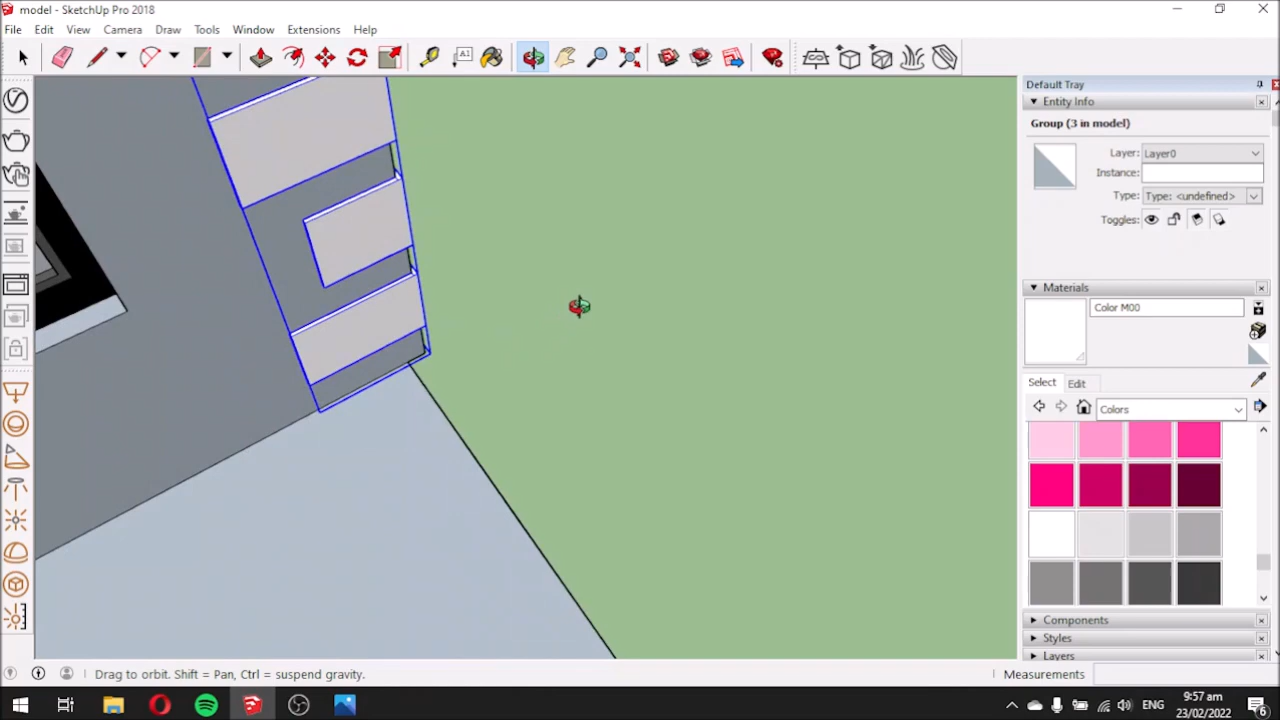 model - SketchUp Pro 2018
File Edit View Camera Draw Tools Window Extensions Help
Default Tray
Entity Info
Group (3 in model)
Layer: Layer0
Instance:
Type: Type: <undefined>
Toggles:
Materials
Color M00
Select Edit
Colors
Components
Styles
Layers
Drag to orbit. Shift = Pan, Ctrl = suspend gravity.
Measurements
ENG
9:57 am
23/02/2022
6